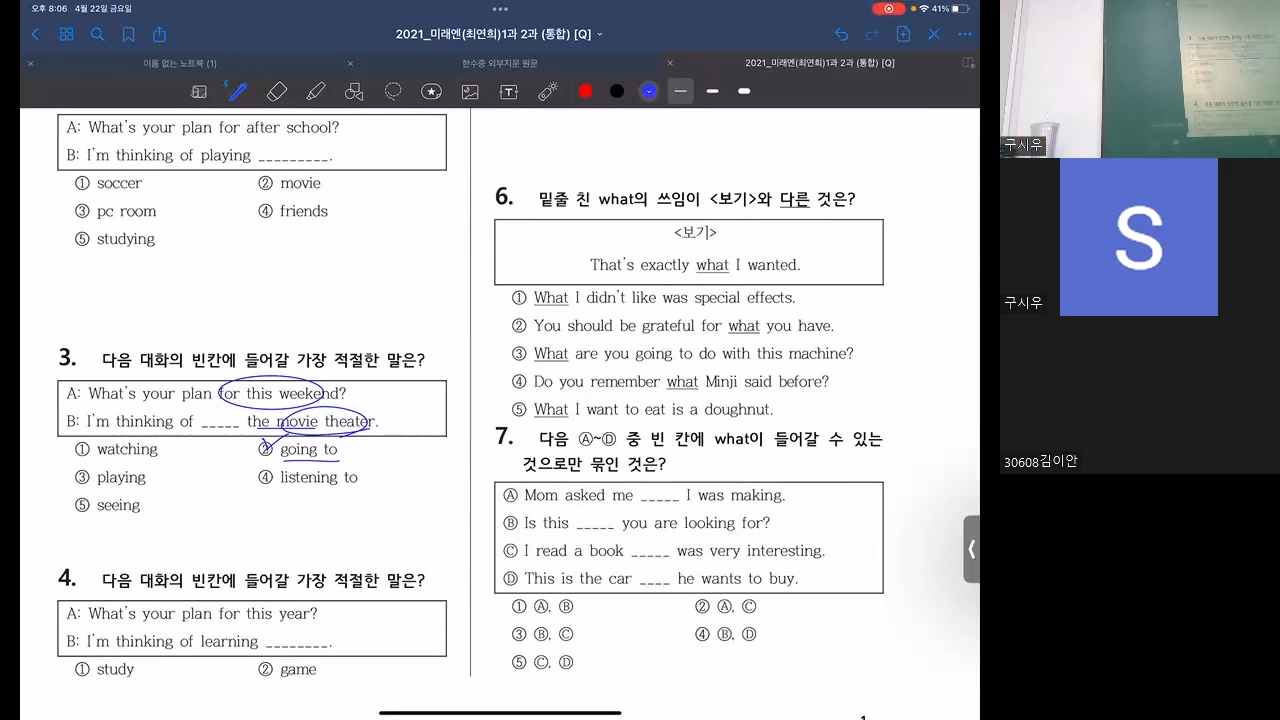 오후 8:06 4월 22일 금요일
41%
2021_미래엔(최연희)1과 2과 (통합) [Q]
이름 없는 노트북 (1)
한수중 외부지문 원문
2021_미래엔(최연희)1과 2과 (통합) [Q]
A: What's your plan for after school?
B: I'm thinking of playing _________.
① soccer ② movie
③ pc room ④ friends
⑤ studying
3. 다음 대화의 빈칸에 들어갈 가장 적절한 말은?
A: What's your plan for this weekend?
B: I'm thinking of _____ the movie theater.
① watching ② going to
③ playing ④ listening to
⑤ seeing
4. 다음 대화의 빈칸에 들어갈 가장 적절한 말은?
A: What's your plan for this year?
B: I'm thinking of learning ________.
① study ② game
6. 밑줄 친 what의 쓰임이 <보기>와 다른 것은?
<보기>
That's exactly what I wanted.
① What I didn't like was special effects.
② You should be grateful for what you have.
③ What are you going to do with this machine?
④ Do you remember what Minji said before?
⑤ What I want to eat is a doughnut.
7. 다음 Ⓐ~Ⓓ 중 빈 칸에 what이 들어갈 수 있는
것으로만 묶인 것은?
Ⓐ Mom asked me _____ I was making.
Ⓑ Is this _____ you are looking for?
Ⓒ I read a book _____ was very interesting.
Ⓓ This is the car ____ he wants to buy.
① Ⓐ, Ⓑ ② Ⓐ, Ⓒ
③ Ⓑ, Ⓒ ④ Ⓑ, Ⓓ
⑤ Ⓒ, Ⓓ
구시우
S
구시우
30608김이안